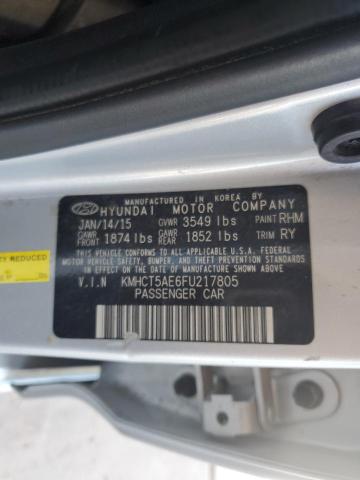 MANUFACTURED IN KOREA BY
HYUNDAI MOTOR COMPANY
JAN/14/15 GVWR 3549 lbs PAINT RHM
GAWR FRONT 1874 lbs GAWR REAR 1852 lbs TRIM RY
THIS VEHICLE CONFORMS TO ALL APPLICABLE U.S.A. FEDERAL
MOTOR VEHICLE SAFETY, BUMPER, AND THEFT PREVENTION
STANDARDS IN EFFECT ON THE DATE OF MANUFACTURE SHOWN ABOVE.
V.I.N KMHCT5AE6FU217805
PASSENGER CAR
REDUCED